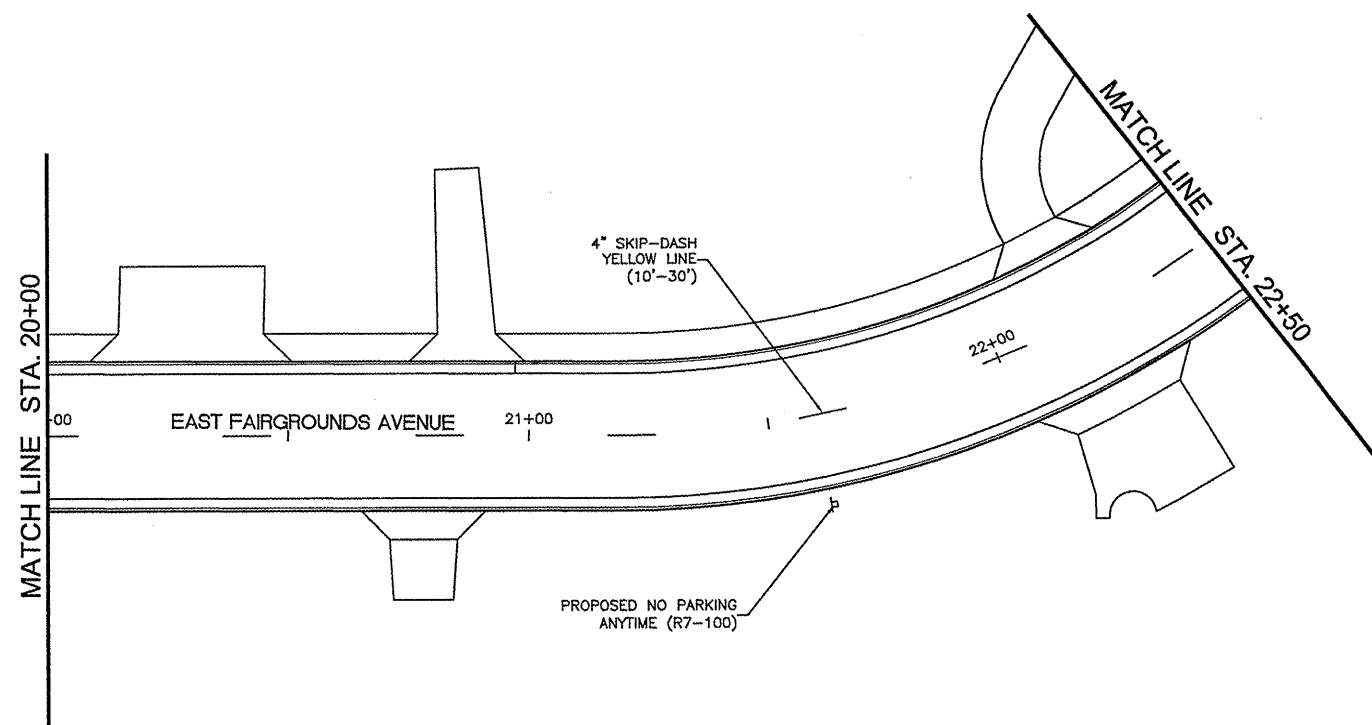 MATCH LINE STA. 20+00
MATCH LINE STA. 22+50
4" SKIP-DASH
YELLOW LINE
(10'-30')
22+00
-00
EAST FAIRGROUNDS AVENUE
21+00
PROPOSED NO PARKING
ANYTIME (R7-100)